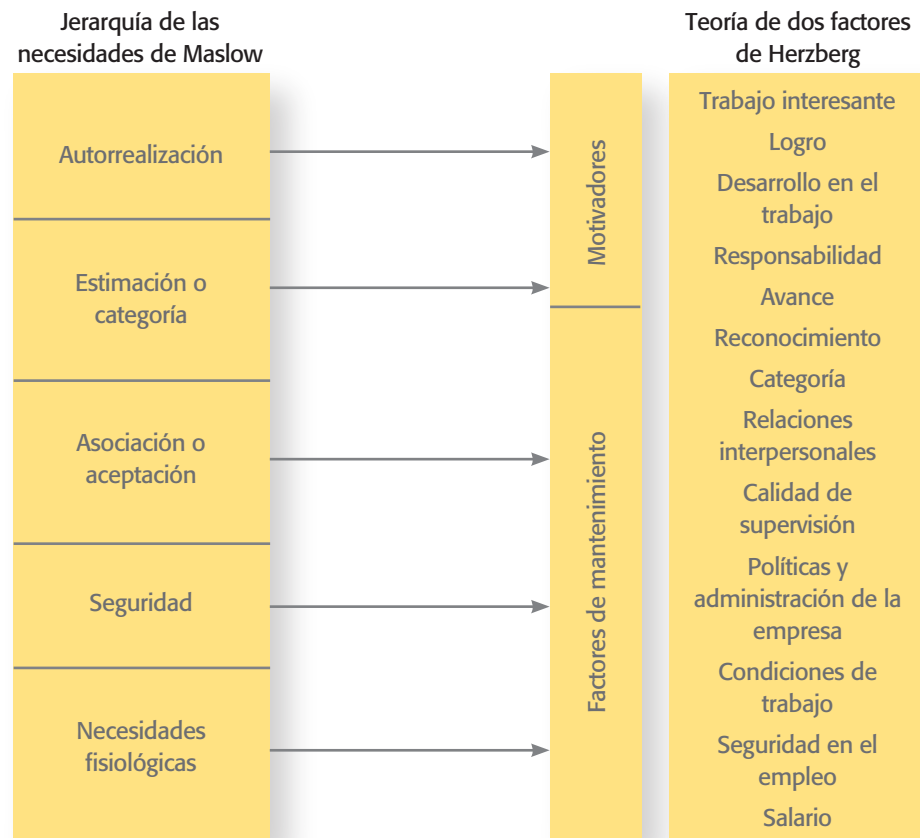 Jerarquía de las
necesidades de Maslow
Autorrealización
Estimación o
categoría
Asociación o
aceptación
Seguridad
Necesidades
fisiológicas
Motivadores
Factores de mantenimiento
Teoría de dos factores
de Herzberg
Trabajo interesante
Logro
Desarrollo en el
trabajo
Responsabilidad
Avance
Reconocimiento
Categoría
Relaciones
interpersonales
Calidad de
supervisión
Políticas y
administración de la
empresa
Condiciones de
trabajo
Seguridad en el
empleo
Salario